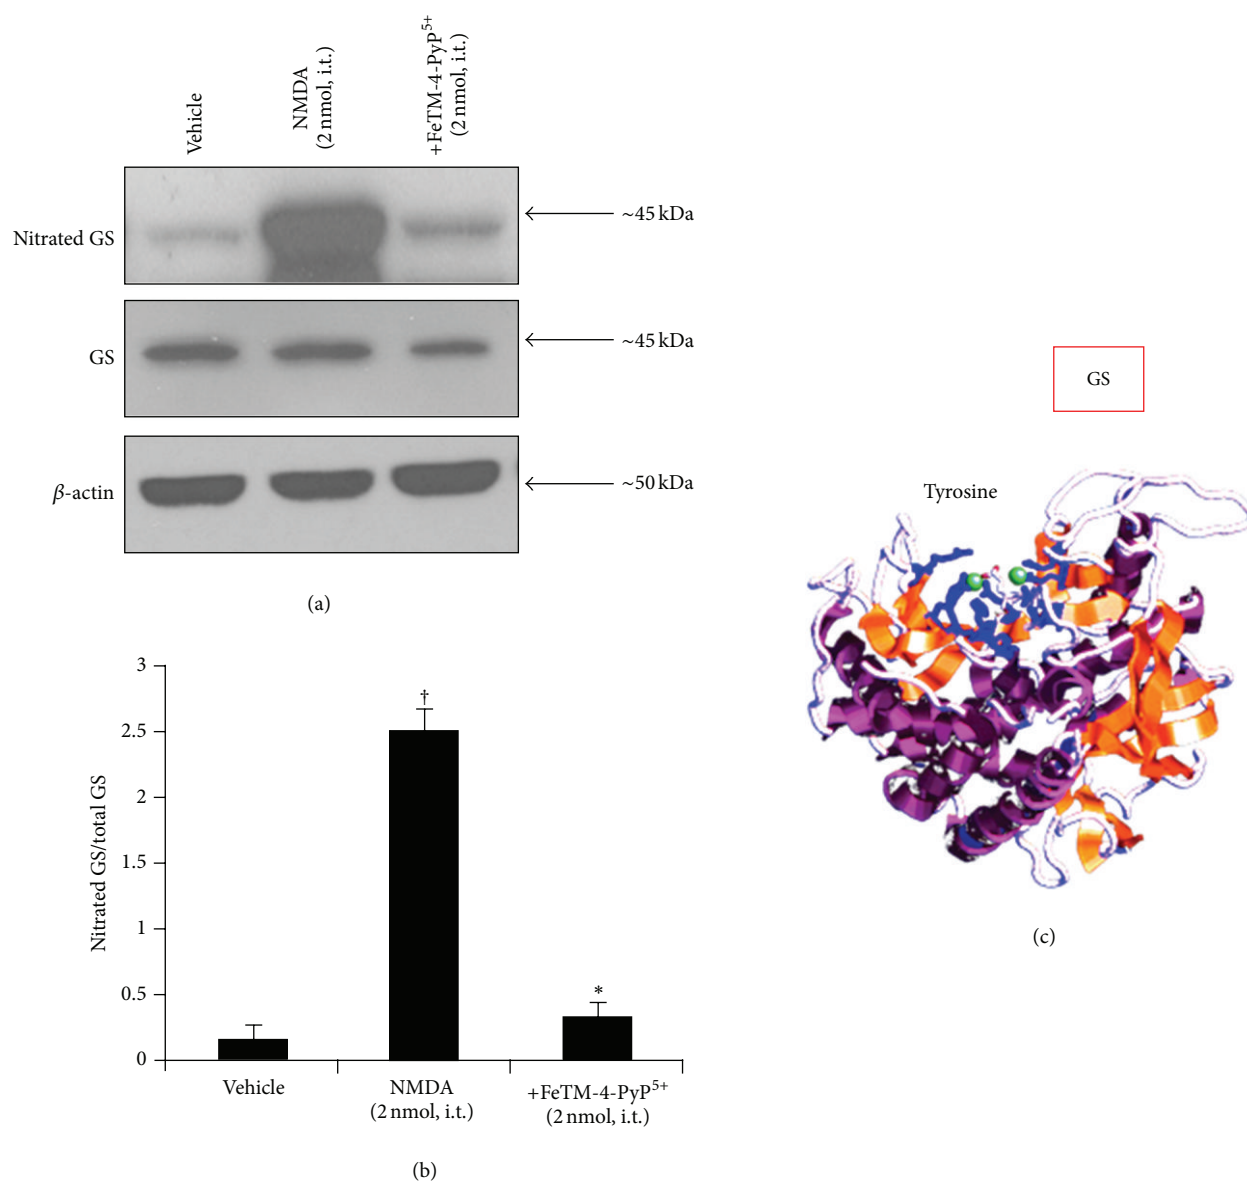 Vehicle
NMDA
(2 nmol, i.t.)
+FeTM-4-PyP⁵⁺
(2 nmol, i.t.)
Nitrated GS
~45 kDa
GS
~45 kDa
β-actin
~50 kDa
(a)
GS
Tyrosine
(c)
Nitrated GS/total GS
3
2.5
2
1.5
1
0.5
0
†
*
Vehicle
NMDA
(2 nmol, i.t.)
+FeTM-4-PyP⁵⁺
(2 nmol, i.t.)
(b)